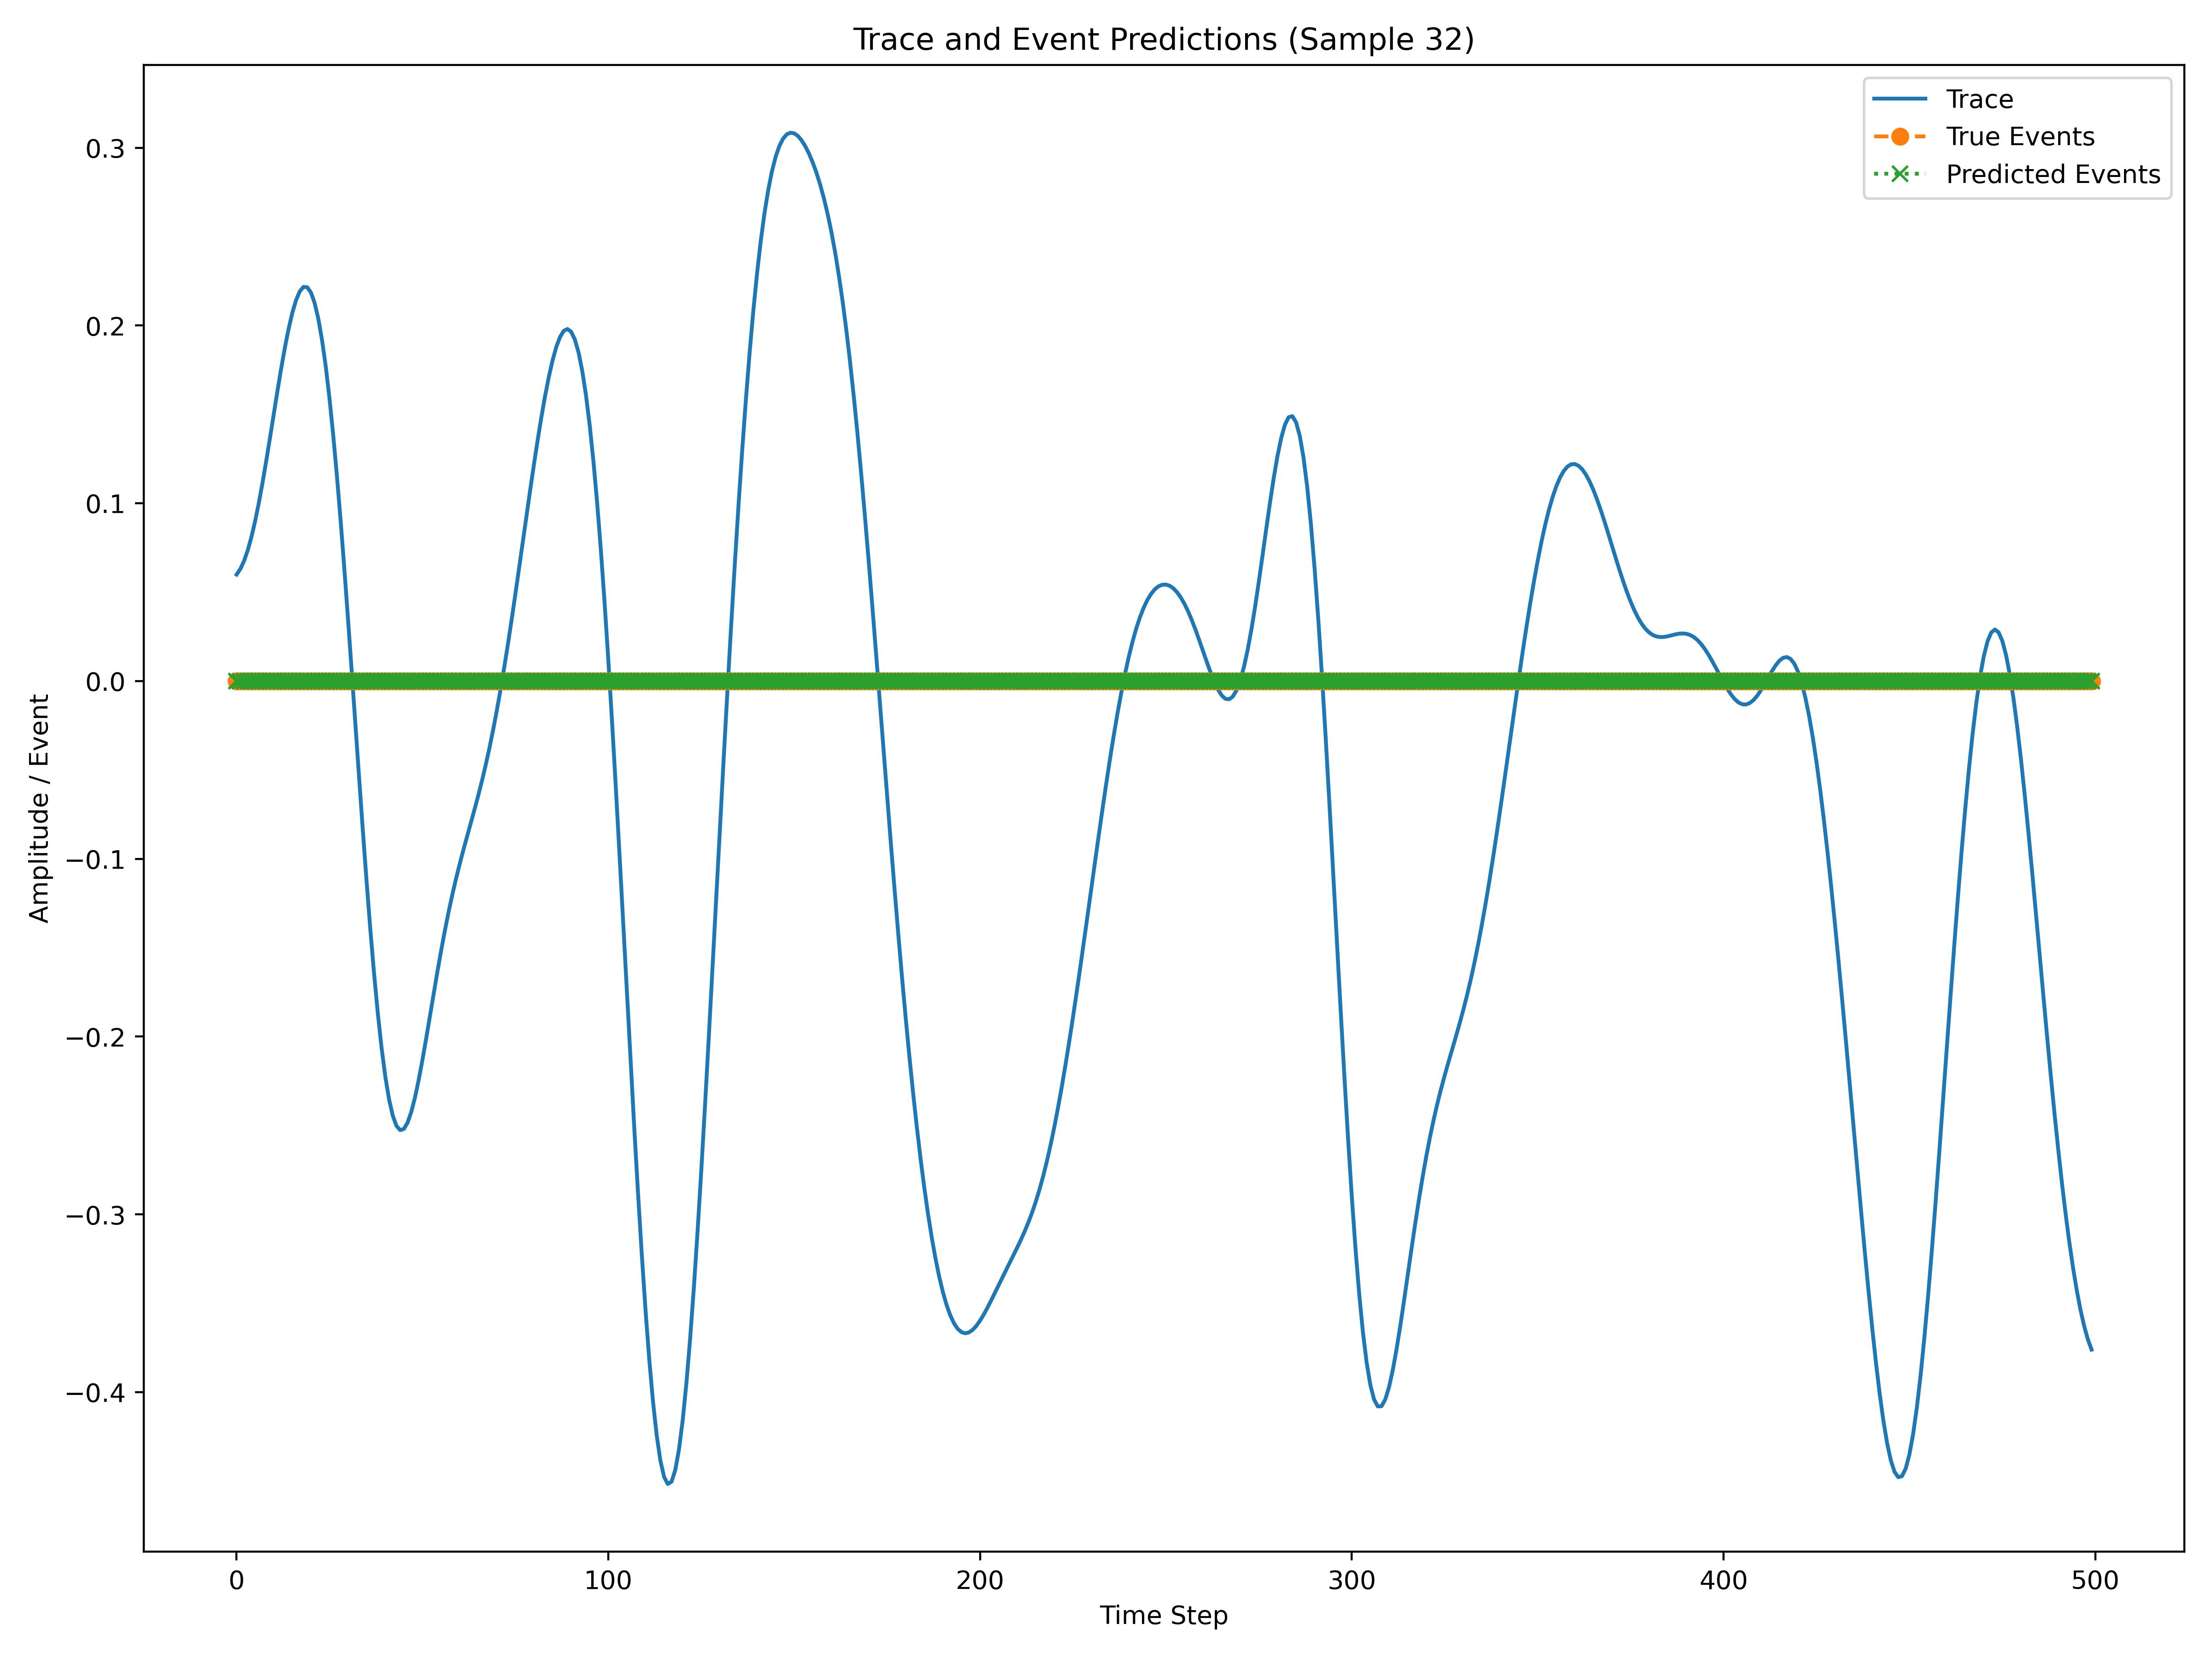 Trace and Event Predictions (Sample 32)
Trace
True Events
Predicted Events
0.3
0.2
0.1
0.0
−0.1
−0.2
−0.3
−0.4
Amplitude / Event
0 100 200 300 400 500
Time Step